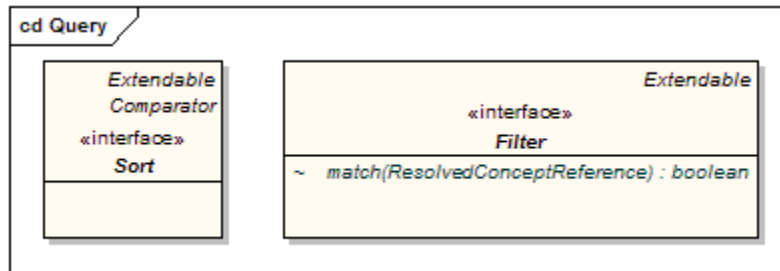 cd Query
Extendable
Comparator
«interface»
Sort
Extendable
«interface»
Filter
~ match(ResolvedConceptReference) : boolean